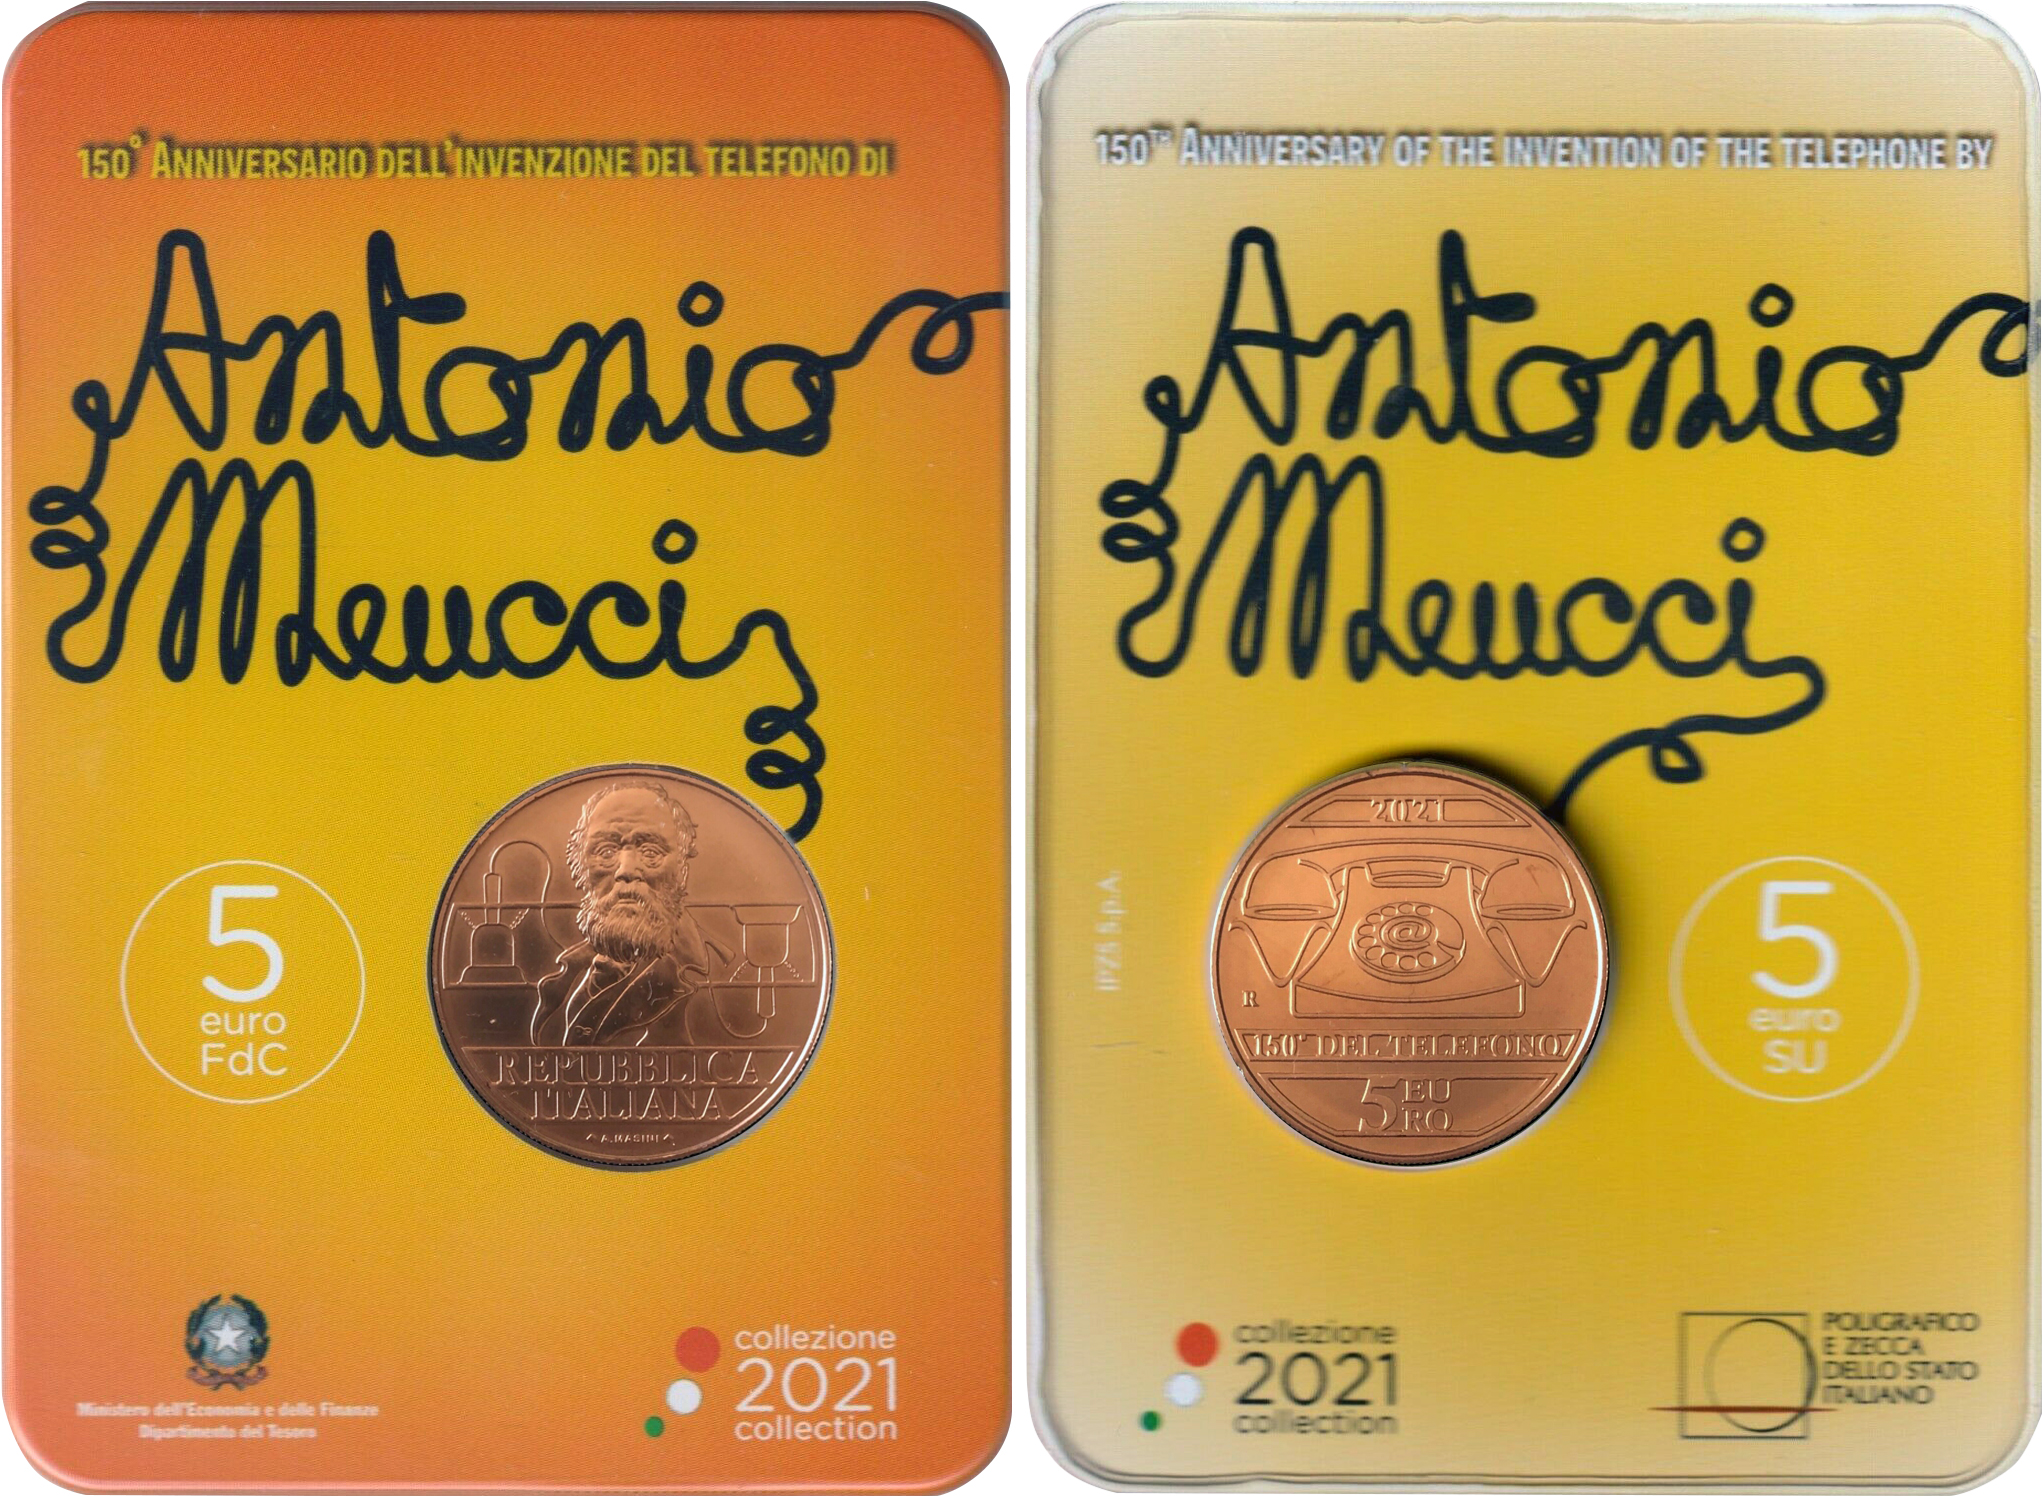 150° ANNIVERSARIO DELL'INVENZIONE DEL TELEFONO DI
Antonio
Meucci
5
euro
FdC
REPUBBLICA
ITALIANA
A.MASINI
Ministero dell'Economia e delle Finanze
Dipartimento del Tesoro
collezione
2021
collection
150TH ANNIVERSARY OF THE INVENTION OF THE TELEPHONE BY
Antonio
Meucci
IPZS S.p.A.
2021
@
R
150° DEL TELEFONO
5 EU
RO
5
euro
SU
collezione
2021
collection
POLIGRAFICO
E ZECCA
DELLO STATO
ITALIANO